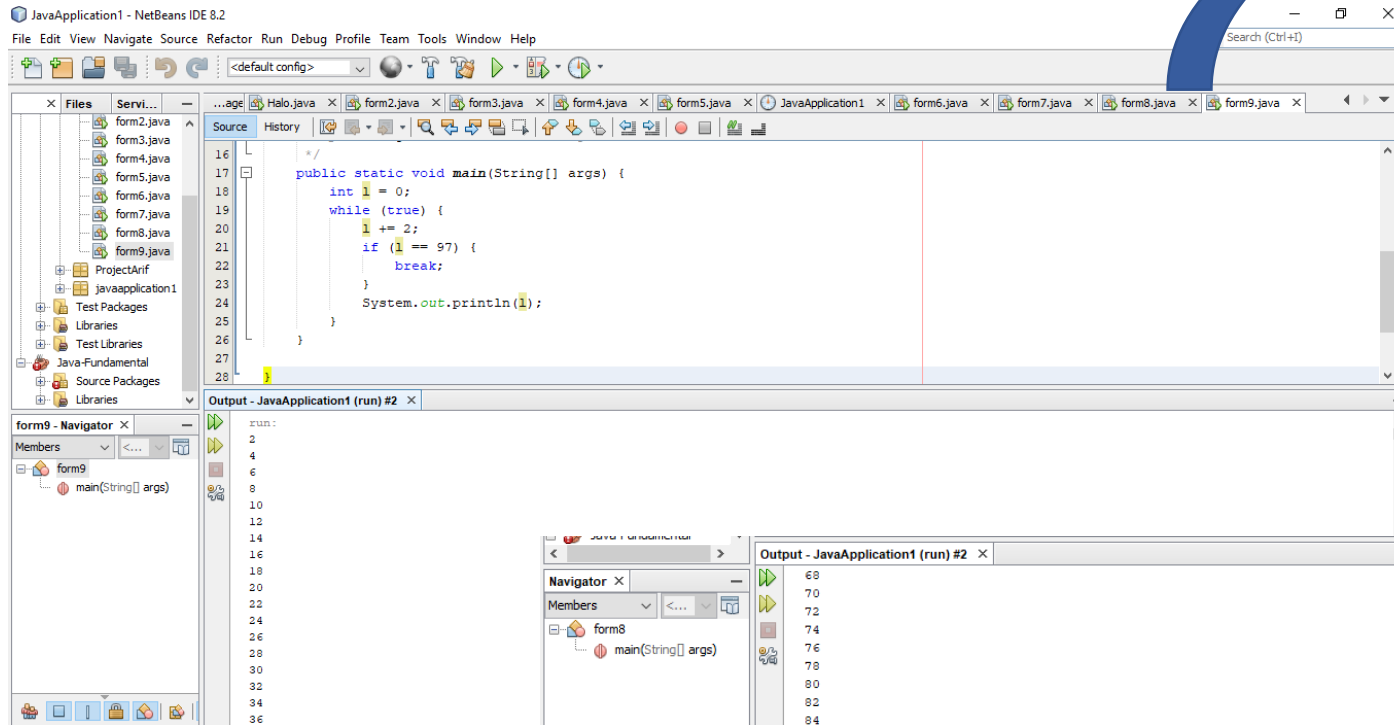 JavaApplication1 - NetBeans IDE 8.2
File Edit View Navigate Source Refactor Run Debug Profile Team Tools Window Help
Search (Ctrl+I)
<default config>
Files Servi...
...age Halo.java form2.java form3.java form4.java form5.java JavaApplication1 form6.java form7.java form8.java form9.java
Source History
form2.java
form3.java
form4.java
form5.java
form6.java
form7.java
form8.java
form9.java
ProjectArif
javaapplication1
Test Packages
Libraries
Test Libraries
Java-Fundamental
Source Packages
Libraries
16 */
17 public static void main(String[] args) {
18 int l = 0;
19 while (true) {
20 l += 2;
21 if (l == 97) {
22 break;
23 }
24 System.out.println(l);
25 }
26 }
27
28 }
form9 - Navigator
Members <...
form9
main(String[] args)
Output - JavaApplication1 (run) #2
run:
2
4
6
8
10
12
14
16
18
20
22
24
26
28
30
32
34
36
Navigator
Members <...
form8
main(String[] args)
Output - JavaApplication1 (run) #2
68
70
72
74
76
78
80
82
84